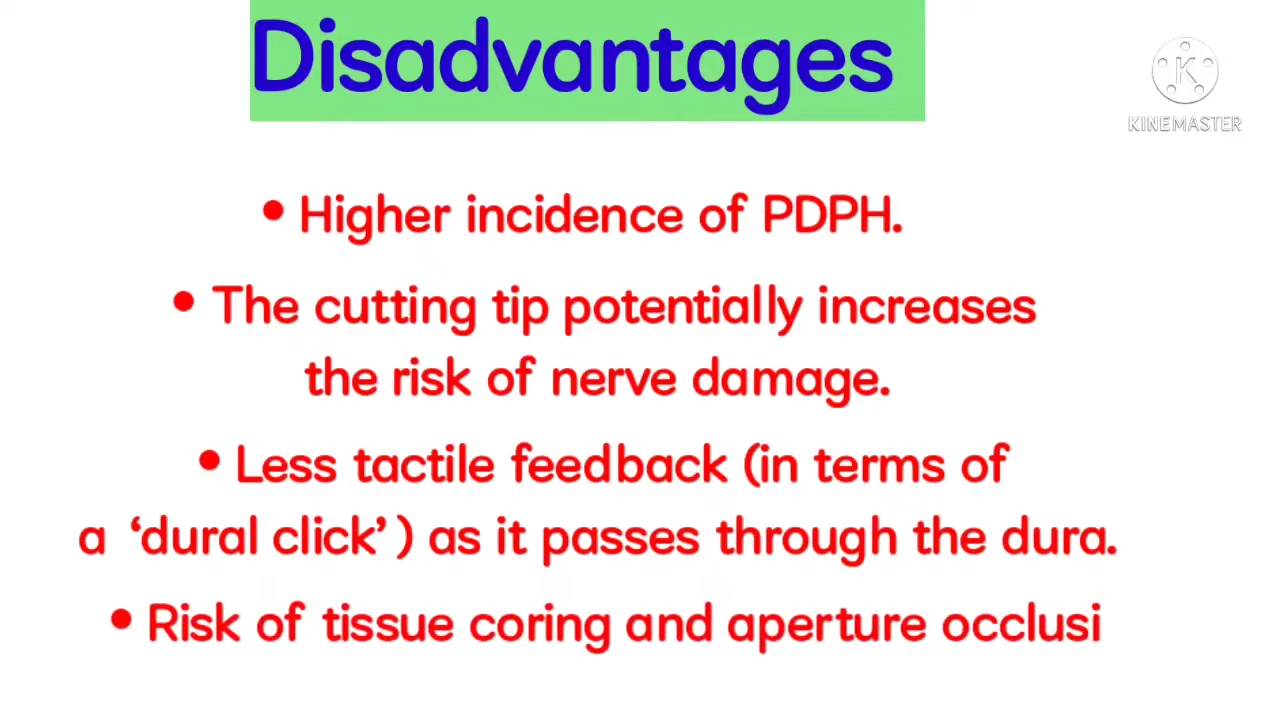 Disadvantages
KINEMASTER
• Higher incidence of PDPH.
• The cutting tip potentially increases
the risk of nerve damage.
• Less tactile feedback (in terms of
a ‘dural click’) as it passes through the dura.
• Risk of tissue coring and aperture occlusi